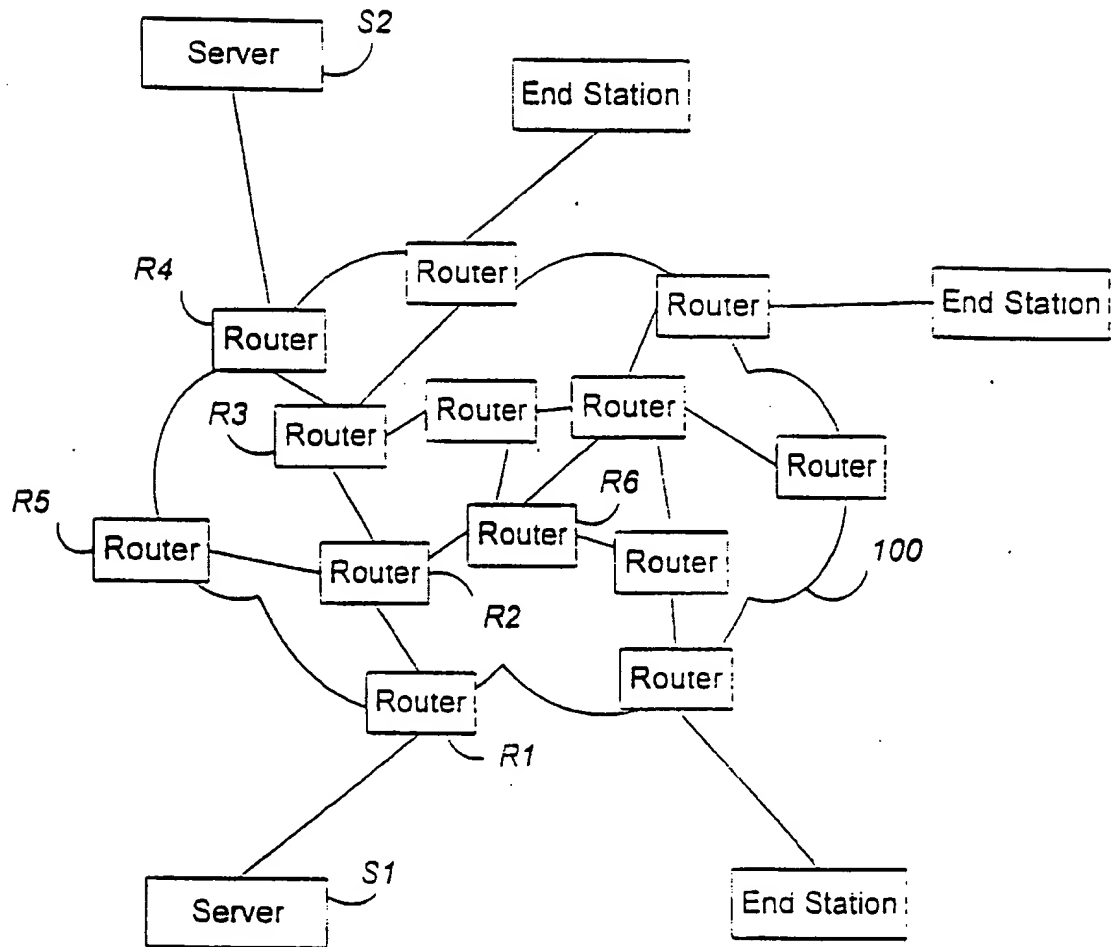 S2
Server
End Station
R4
Router
Router
End Station
Router
R3
Router
Router
Router
Router
R5
R6
Router
Router
Router
Router
100
R2
Router
Router
R1
S1
Server
End Station